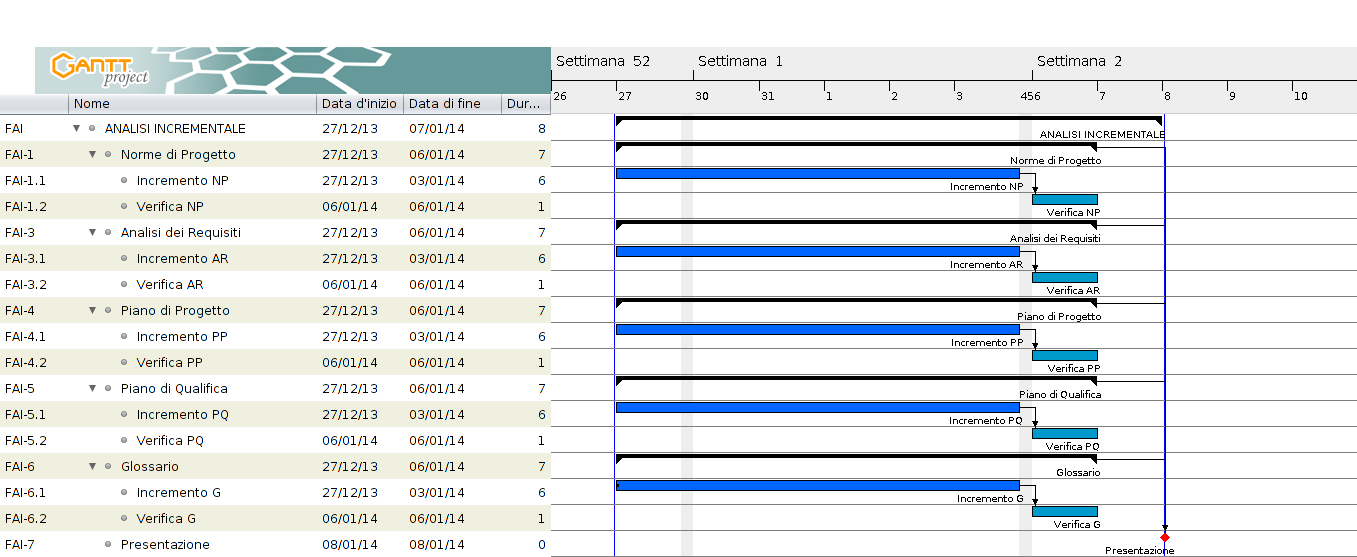 GANTT
project
Settimana 52
Settimana 1
Settimana 2
26 27 30 31 1 2 3 4 5 6 7 8 9 10
Nome Data d'inizio Data di fine Dur...
FAI ANALISI INCREMENTALE 27/12/13 07/01/14 8
ANALISI INCREMENTALE
FAI-1 Norme di Progetto 27/12/13 06/01/14 7
Norme di Progetto
FAI-1.1 Incremento NP 27/12/13 03/01/14 6
Incremento NP
FAI-1.2 Verifica NP 06/01/14 06/01/14 1
Verifica NP
FAI-3 Analisi dei Requisiti 27/12/13 06/01/14 7
Analisi dei Requisiti
FAI-3.1 Incremento AR 27/12/13 03/01/14 6
Incremento AR
FAI-3.2 Verifica AR 06/01/14 06/01/14 1
Verifica AR
FAI-4 Piano di Progetto 27/12/13 06/01/14 7
Piano di Progetto
FAI-4.1 Incremento PP 27/12/13 03/01/14 6
Incremento PP
FAI-4.2 Verifica PP 06/01/14 06/01/14 1
Verifica PP
FAI-5 Piano di Qualifica 27/12/13 06/01/14 7
Piano di Qualifica
FAI-5.1 Incremento PQ 27/12/13 03/01/14 6
Incremento PQ
FAI-5.2 Verifica PQ 06/01/14 06/01/14 1
Verifica PQ
FAI-6 Glossario 27/12/13 06/01/14 7
Glossario
FAI-6.1 Incremento G 27/12/13 03/01/14 6
Incremento G
FAI-6.2 Verifica G 06/01/14 06/01/14 1
Verifica G
FAI-7 Presentazione 08/01/14 08/01/14 0
Presentazione